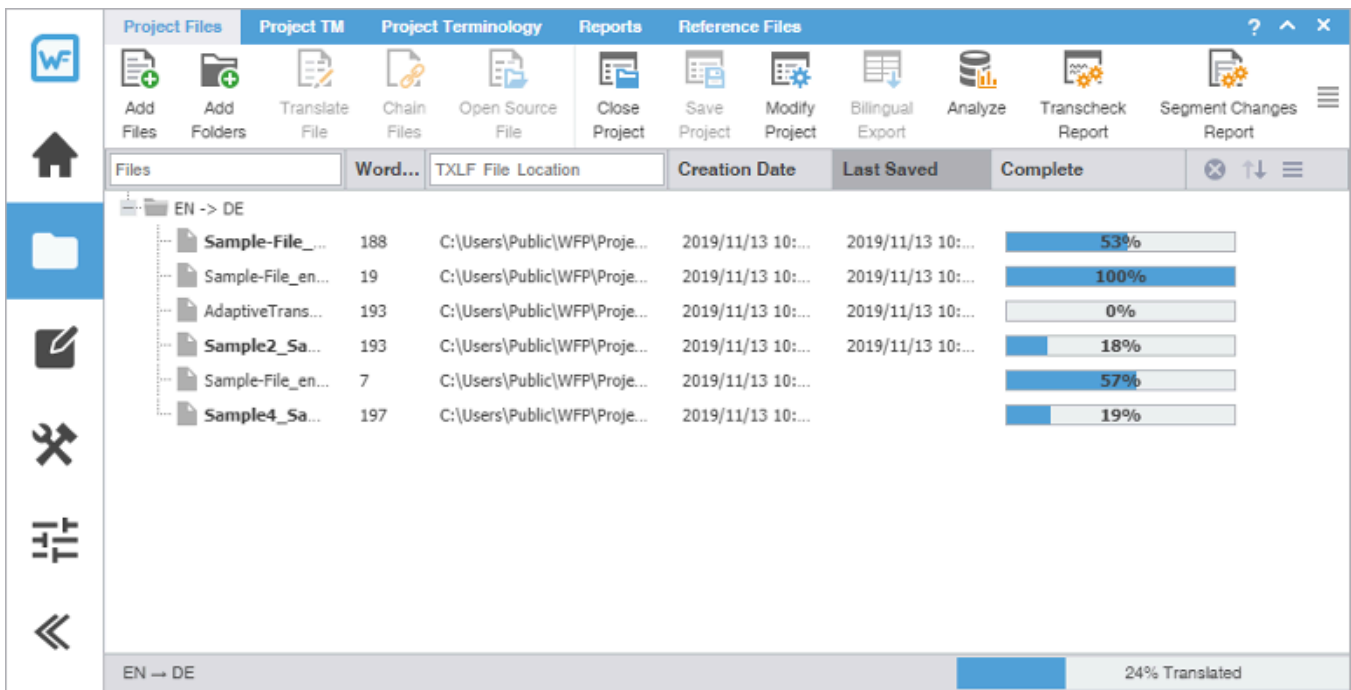 Project Files Project TM Project Terminology Reports Reference Files ?
WF
Add Files
Add Folders
Translate File
Chain Files
Open Source File
Close Project
Save Project
Modify Project
Bilingual Export
Analyze
Transcheck Report
Segment Changes Report
Files Word... TXLF File Location Creation Date Last Saved Complete
EN -> DE
Sample-File_... 188 C:\Users\Public\WFP\Proje... 2019/11/13 10:... 2019/11/13 10:... 53%
Sample-File_en... 19 C:\Users\Public\WFP\Proje... 2019/11/13 10:... 2019/11/13 10:... 100%
AdaptiveTrans... 193 C:\Users\Public\WFP\Proje... 2019/11/13 10:... 2019/11/13 10:... 0%
Sample2_Sa... 193 C:\Users\Public\WFP\Proje... 2019/11/13 10:... 2019/11/13 10:... 18%
Sample-File_en... 7 C:\Users\Public\WFP\Proje... 2019/11/13 10:... 57%
Sample4_Sa... 197 C:\Users\Public\WFP\Proje... 2019/11/13 10:... 19%
EN → DE 24% Translated